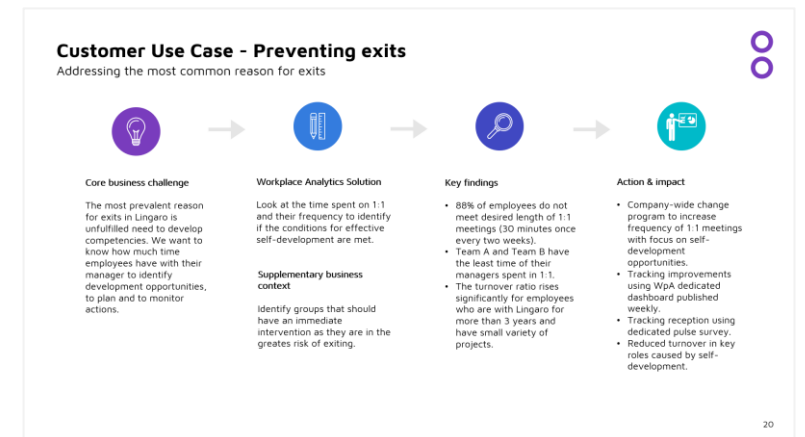 Customer Use Case - Preventing exits
Addressing the most common reason for exits
Core business challenge
The most prevalent reason
for exits in Lingaro is
unfulfilled need to develop
competencies. We want to
know how much time
employees have with their
manager to identify
development opportunities,
to plan and to monitor
actions.
Workplace Analytics Solution
Look at the time spent on 1:1
and their frequency to identify
if the conditions for effective
self-development are met.
Supplementary business
context
Identify groups that should
have an immediate
intervention as they are in the
greates risk of exiting.
Key findings
• 88% of employees do not
meet desired length of 1:1
meetings (30 minutes once
every two weeks).
• Team A and Team B have
the least time of their
managers spent in 1:1.
• The turnover ratio rises
significantly for employees
who are with Lingaro for
more than 3 years and
have small variety of
projects.
Action & impact
• Company-wide change
program to increase
frequency of 1:1 meetings
with focus on self-
development
opportunities.
• Tracking improvements
using WpA dedicated
dashboard published
weekly.
• Tracking reception using
dedicated pulse survey.
• Reduced turnover in key
roles caused by self-
development.
20